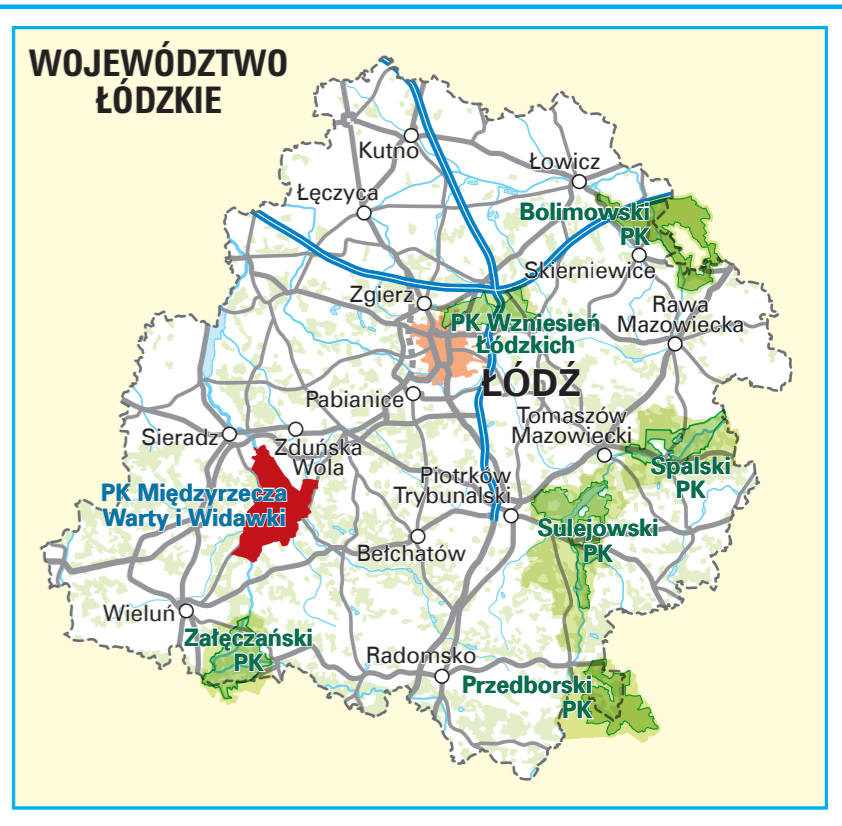 WOJEWÓDZTWO
ŁÓDZKIE
Kutno
Łowicz
Łęczyca
Bolimowski
PK
Skierniewice
Zgierz
Rawa
Mazowiecka
PK Wzniesień
Łódzkich
ŁÓDŹ
Pabianice
Tomaszów
Mazowiecki
Sieradz
Zduńska
Wola
Spalski
PK
Piotrków
Trybunalski
PK Międzyrzecza
Warty i Widawki
Sulejowski
PK
Bełchatów
Wieluń
Załęczański
PK
Radomsko
Przedborski
PK